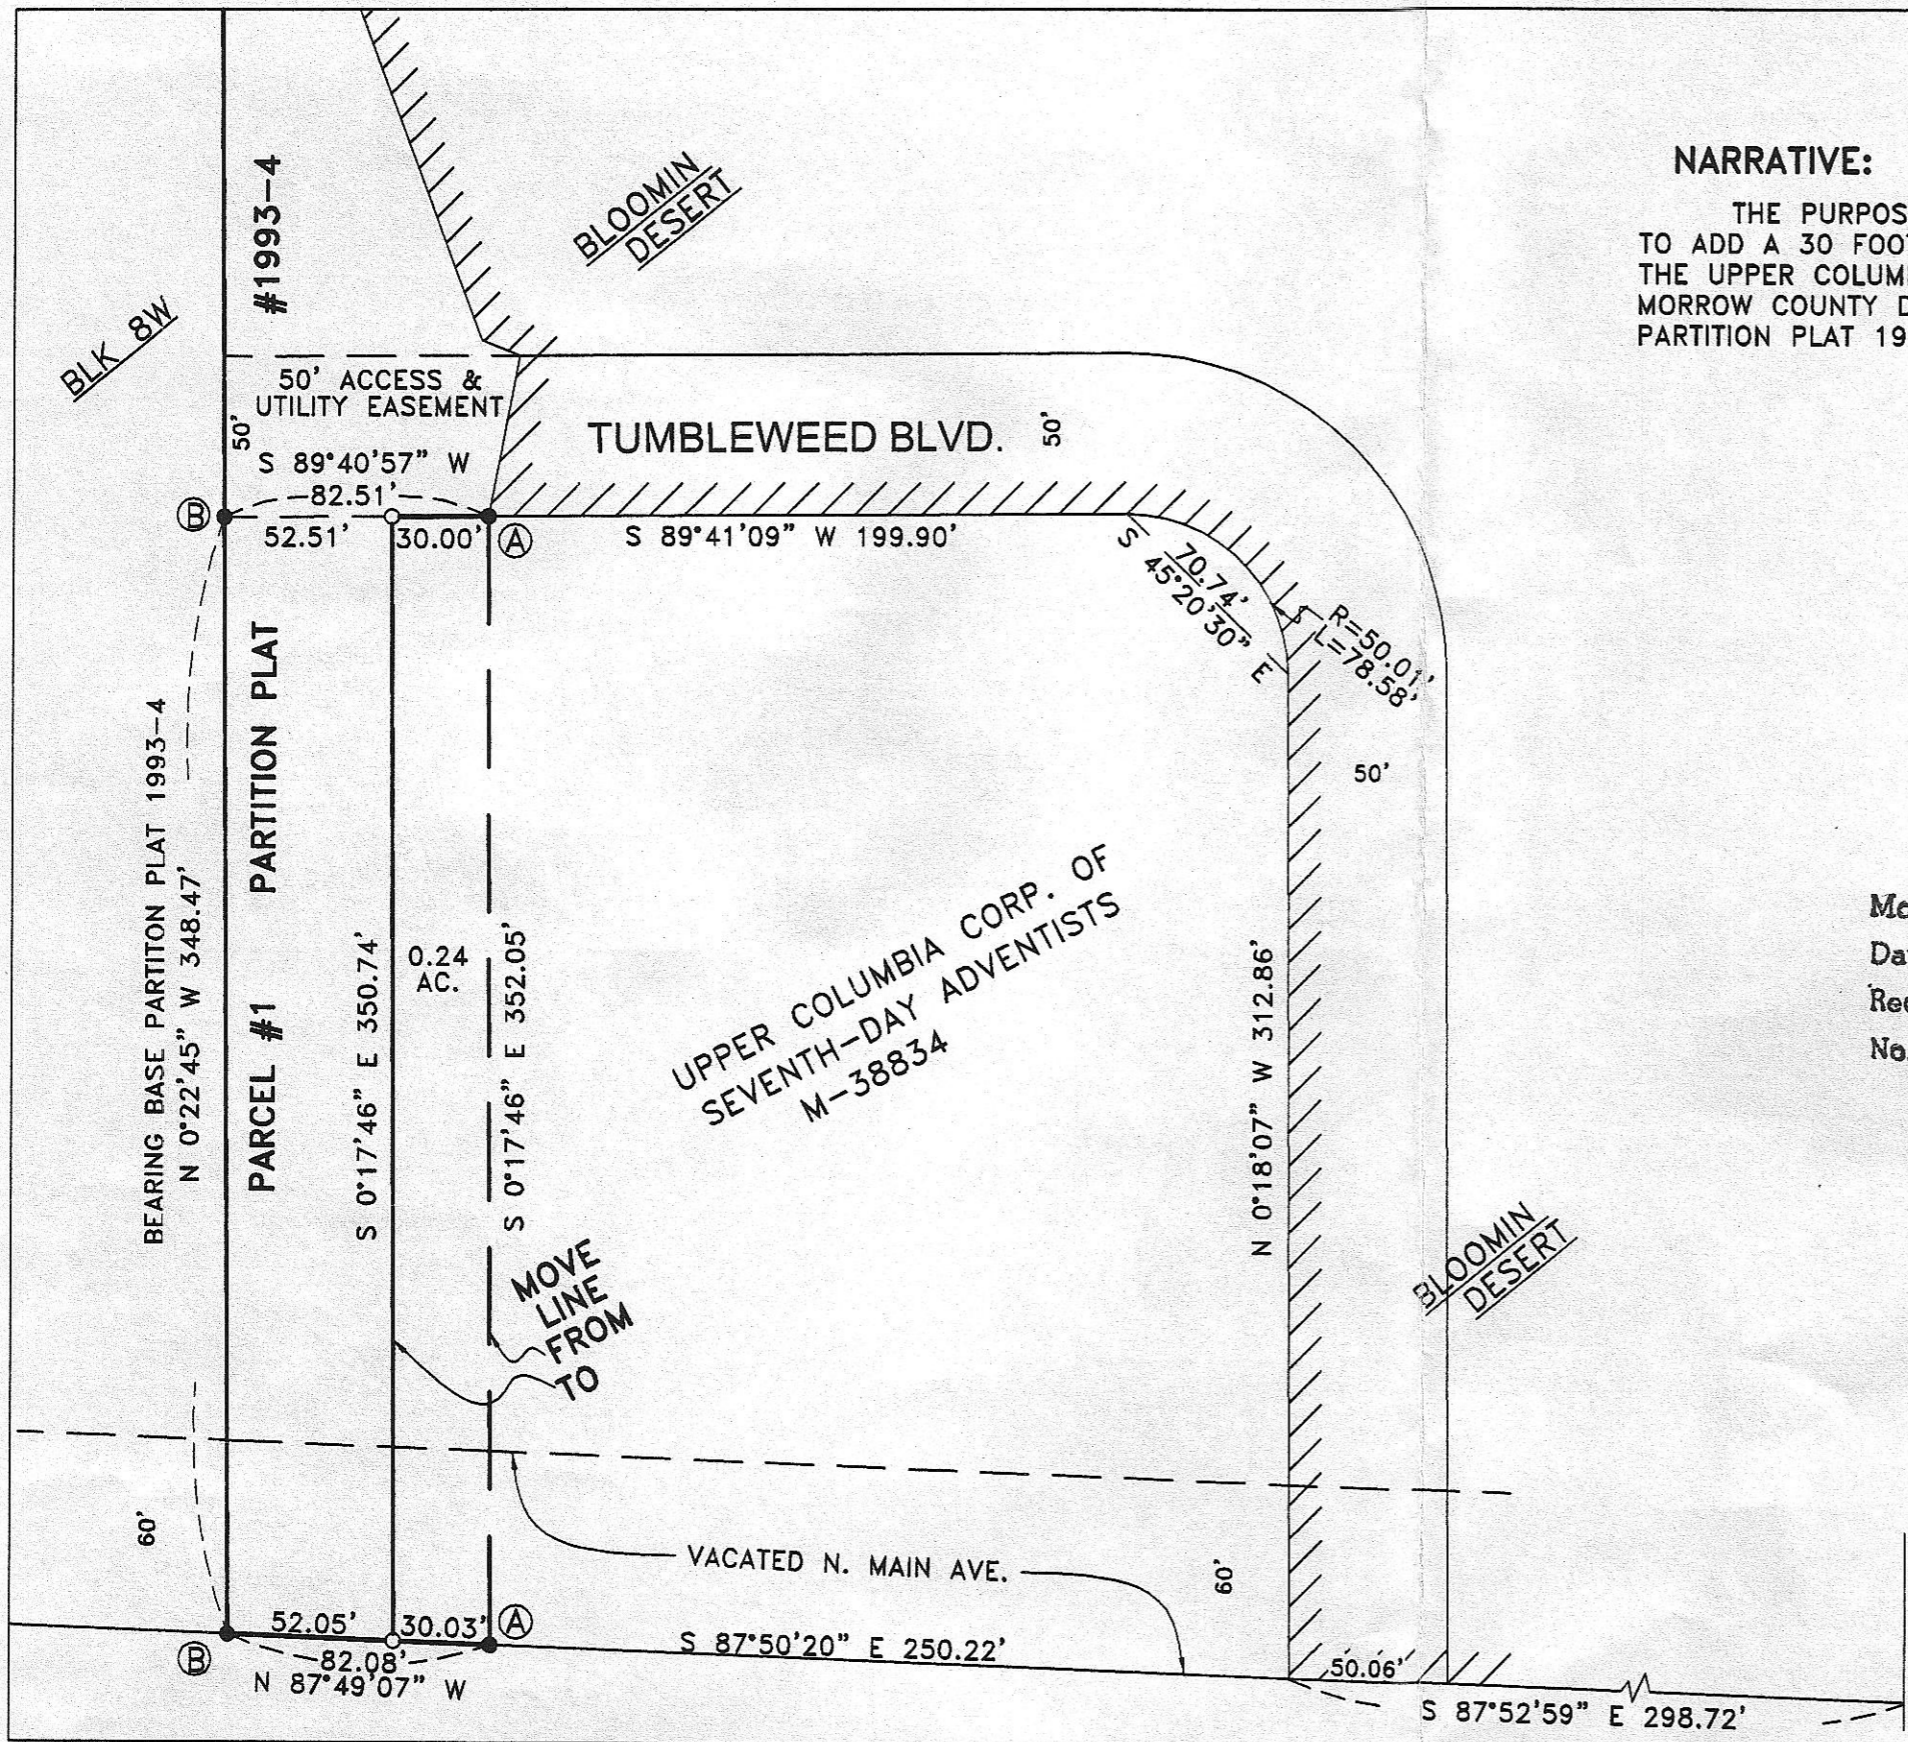 #1993-4
BLOOMIN
DESERT
NARRATIVE:
TO ADD A 30
THE UPPER
MORROW COUNTY
PARTITION PLAT
THE
BLK 8W
50' ACCESS &
UTILITY EASEMENT
50'
TUMBLEWEED BLVD.
50'
S 89°40'57" W
82.51'
B
52.51'
30.00'
A
S 89°41'09" W 199.90'
70.74'
S 45°20'30" E
R=50.01'
L=78.58'
50'
BEARING BASE PARTITION PLAT 1993-4
N 0°22'45" W 348.47'
PARCEL #1 PARTITION PLAT
S 0°17'46" E 350.74'
0.24
AC.
S 0°17'46" E 352.05'
UPPER COLUMBIA CORP. OF
SEVENTH-DAY ADVENTISTS
M-38834
N 0°18'07" W 312.86'
No.
BLOOMIN
DESERT
MOVE
LINE
FROM
TO
60'
VACATED N. MAIN AVE.
60'
52.05'
30.03'
A
B
82.08'
N 87°49'07" W
S 87°50'20" E 250.22'
50.06'
S 87°52'59" E 298.72'